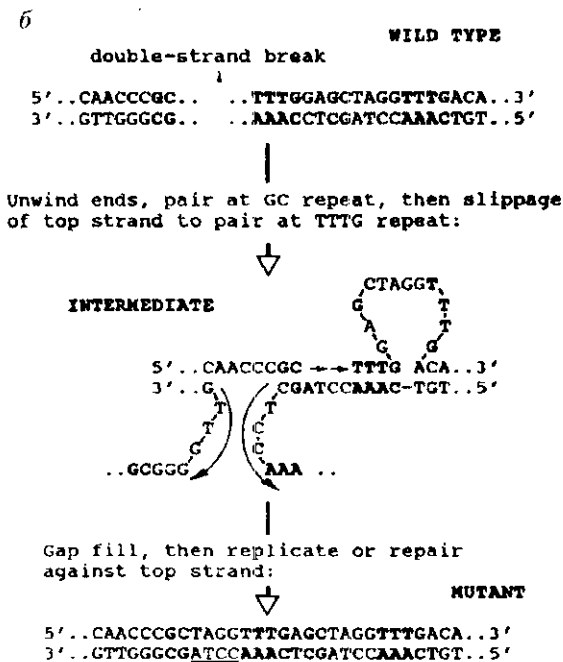 б
WILD TYPE
double-strand break
5'..CAACCCGC.. ..TTTGGAGCTAGGTTTGACA..3'
3'..GTTGGGCG.. ..AAACCTCGATCCAAACTGT..5'
Unwind ends, pair at GC repeat, then slippage
of top strand to pair at TTTG repeat:
INTERMEDIATE
CTAGGT
G T
A T
G G
5'..CAACCCGC →→ TTTG ACA..3'
3'..G CGATCCAAAC-TGT..5'
T T
T C
G C
..GCGGG AAA ..
Gap fill, then replicate or repair
against top strand:
MUTANT
5'..CAACCCGCTAGGTTTGAGCTAGGTTTGACA..3'
3'..GTTGGGCGATCCAAACTCGATCCAAACTGT..5'